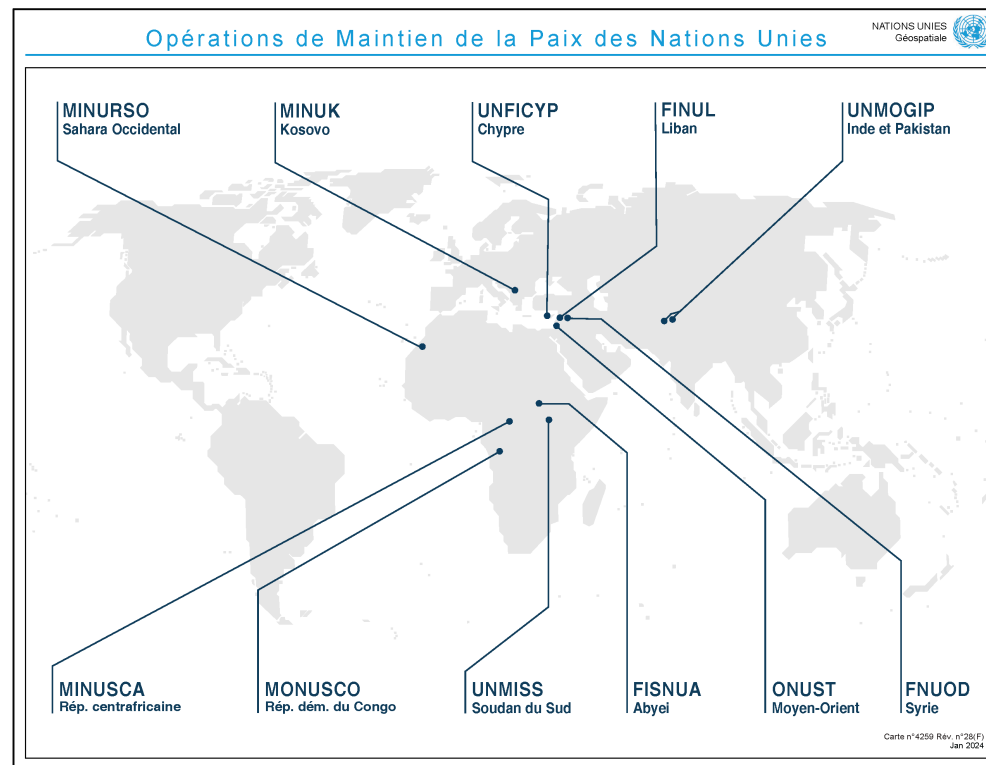 Opérations de Maintien de la Paix des Nations Unies
NATIONS UNIES
Géospatiale
MINURSO
Sahara Occidental
MINUK
Kosovo
UNFICYP
Chypre
FINUL
Liban
UNMOGIP
Inde et Pakistan
MINUSCA
Rép. centrafricaine
MONUSCO
Rép. dém. du Congo
UNMISS
Soudan du Sud
FISNUA
Abyei
ONUST
Moyen-Orient
FNUOD
Syrie
Carte n°4259 Rév. n°28(F)
Jan 2024